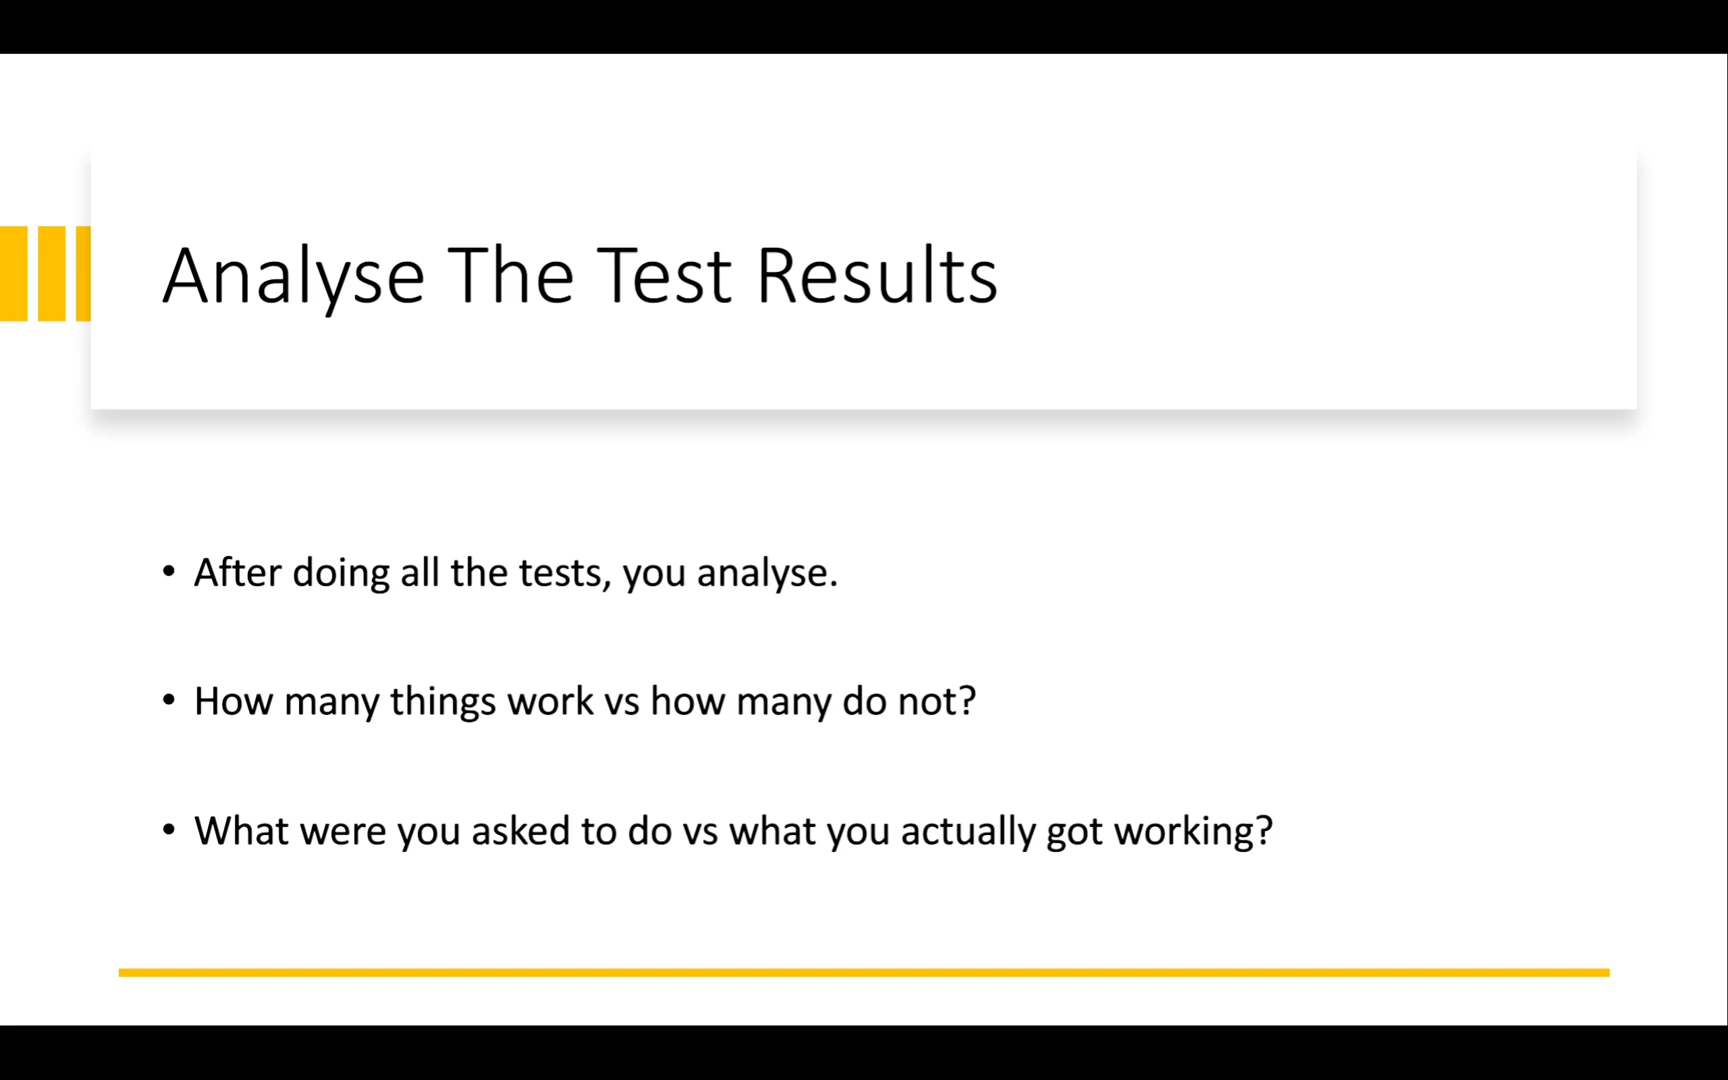 Analyse The Test Results
• After doing all the tests, you analyse.
• How many things work vs how many do not?
• What were you asked to do vs what you actually got working?